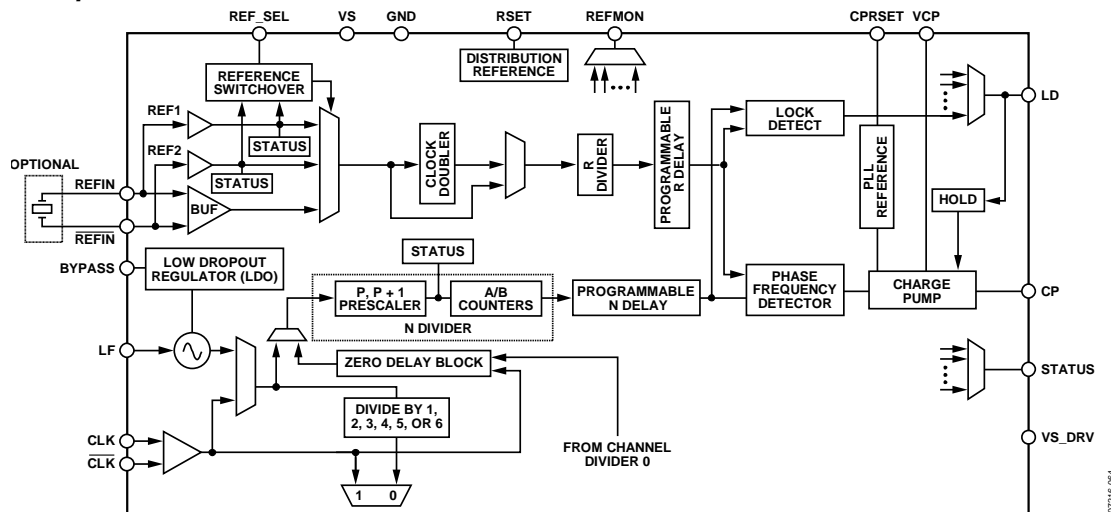 REF_SEL VS GND RSET REFMON CPRSET VCP
DISTRIBUTION
REFERENCE
REFERENCE
SWITCHOVER
REF1
STATUS
REF2
STATUS
BUF
OPTIONAL
REFIN
REFIN
CLOCK
DOUBLER
R
DIVIDER
PROGRAMMABLE
R DELAY
LOCK
DETECT
PLL
REFERENCE
LD
HOLD
BYPASS
LOW DROPOUT
REGULATOR (LDO)
STATUS
P, P + 1
PRESCALER
A/B
COUNTERS
N DIVIDER
PROGRAMMABLE
N DELAY
PHASE
FREQUENCY
DETECTOR
CHARGE
PUMP
CP
LF
ZERO DELAY BLOCK
STATUS
DIVIDE BY 1,
2, 3, 4, 5, OR 6
FROM CHANNEL
DIVIDER 0
CLK
CLK
VS_DRV
1 0
07216-064